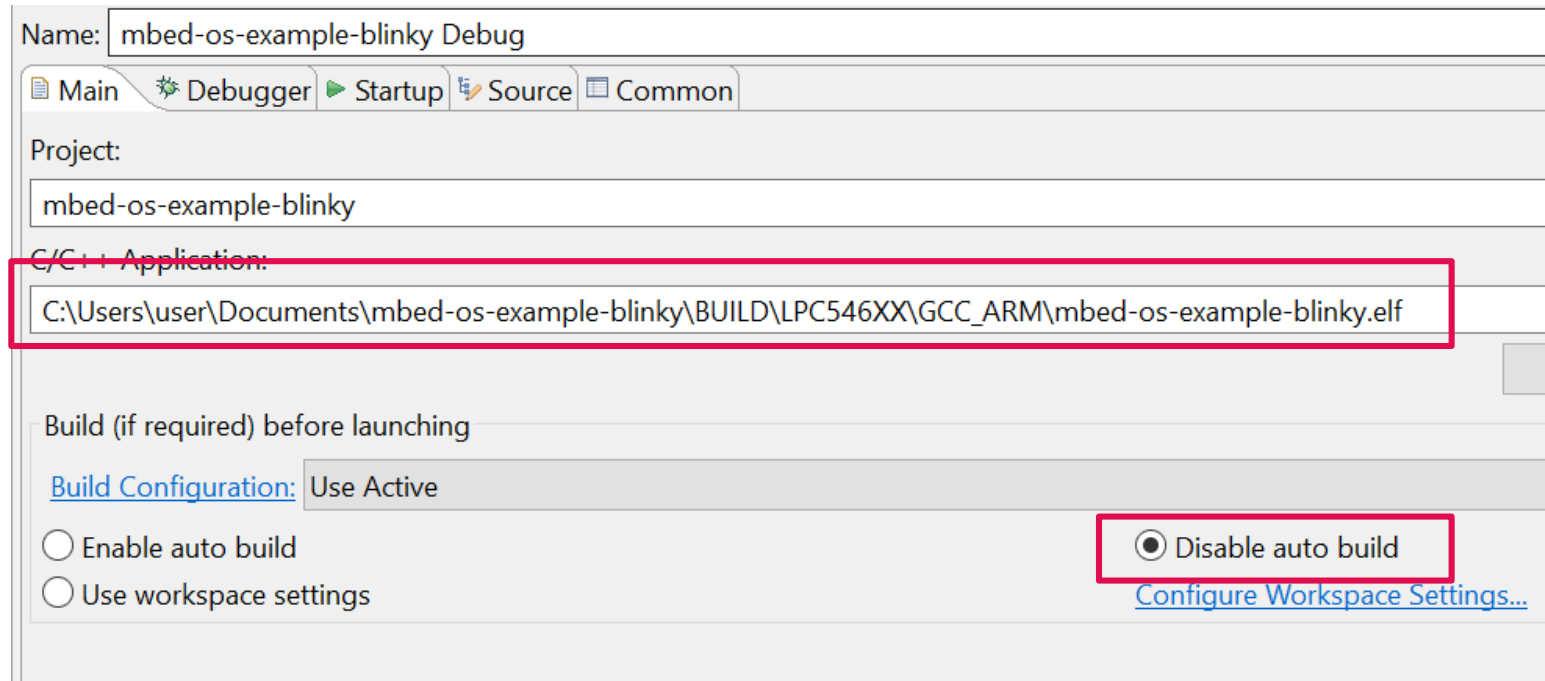 Name: mbed-os-example-blinky Debug
Main Debugger Startup Source Common
Project:
mbed-os-example-blinky
C/C++ Application:
C:\Users\user\Documents\mbed-os-example-blinky\BUILD\LPC546XX\GCC_ARM\mbed-os-example-blinky.elf
Build (if required) before launching
Build Configuration: Use Active
Enable auto build Disable auto build
Use workspace settings Configure Workspace Settings...